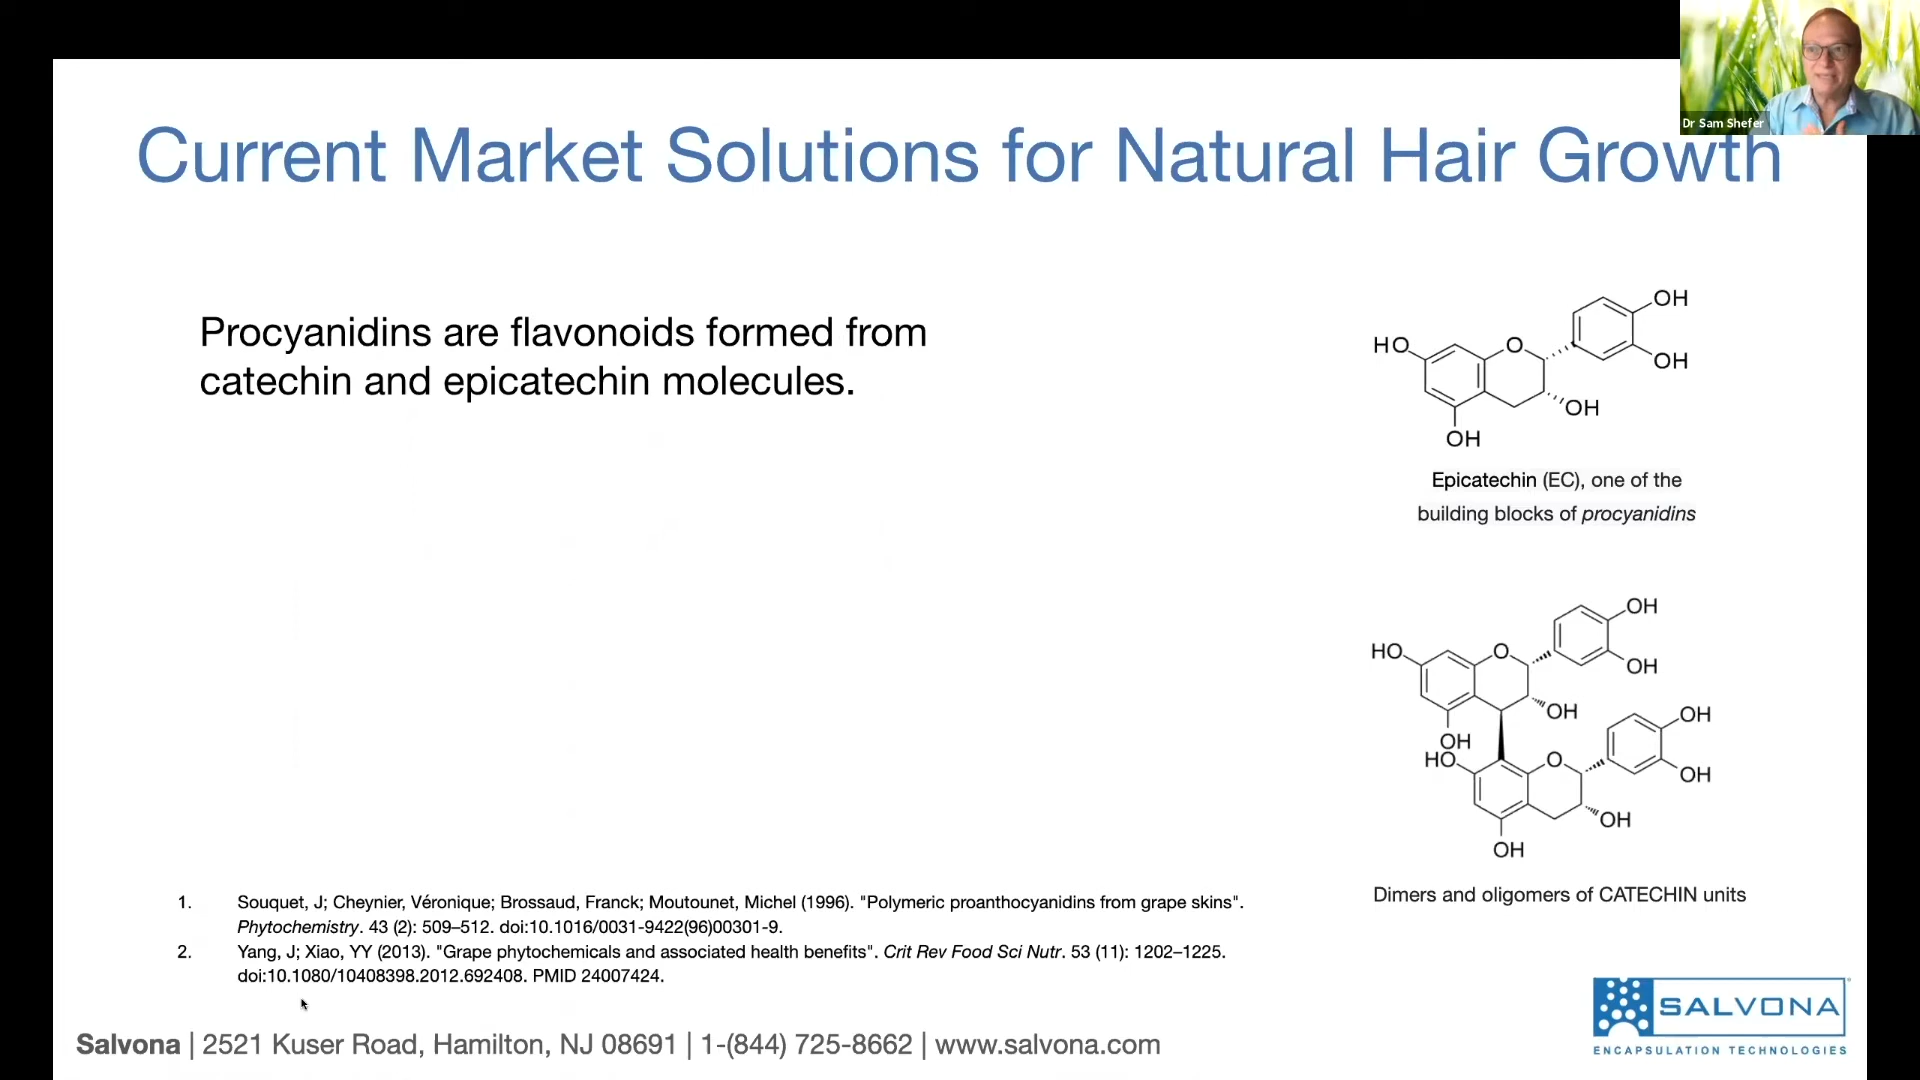 Dr Sam Shefer
Current Market Solutions for Natural Hair Growth
Procyanidins are flavonoids formed from
catechin and epicatechin molecules.
OH
HO
O
OH
OH
OH
Epicatechin (EC), one of the
building blocks of procyanidins
OH
HO
O
OH
OH
OH
OH
HO
O
OH
OH
OH
Dimers and oligomers of CATECHIN units
1. Souquet, J; Cheynier, Véronique; Brossaud, Franck; Moutounet, Michel (1996). "Polymeric proanthocyanidins from grape skins".
Phytochemistry. 43 (2): 509–512. doi:10.1016/0031-9422(96)00301-9.
2. Yang, J; Xiao, YY (2013). "Grape phytochemicals and associated health benefits". Crit Rev Food Sci Nutr. 53 (11): 1202–1225.
doi:10.1080/10408398.2012.692408. PMID 24007424.
SALVONA
ENCAPSULATION TECHNOLOGIES
Salvona | 2521 Kuser Road, Hamilton, NJ 08691 | 1-(844) 725-8662 | www.salvona.com